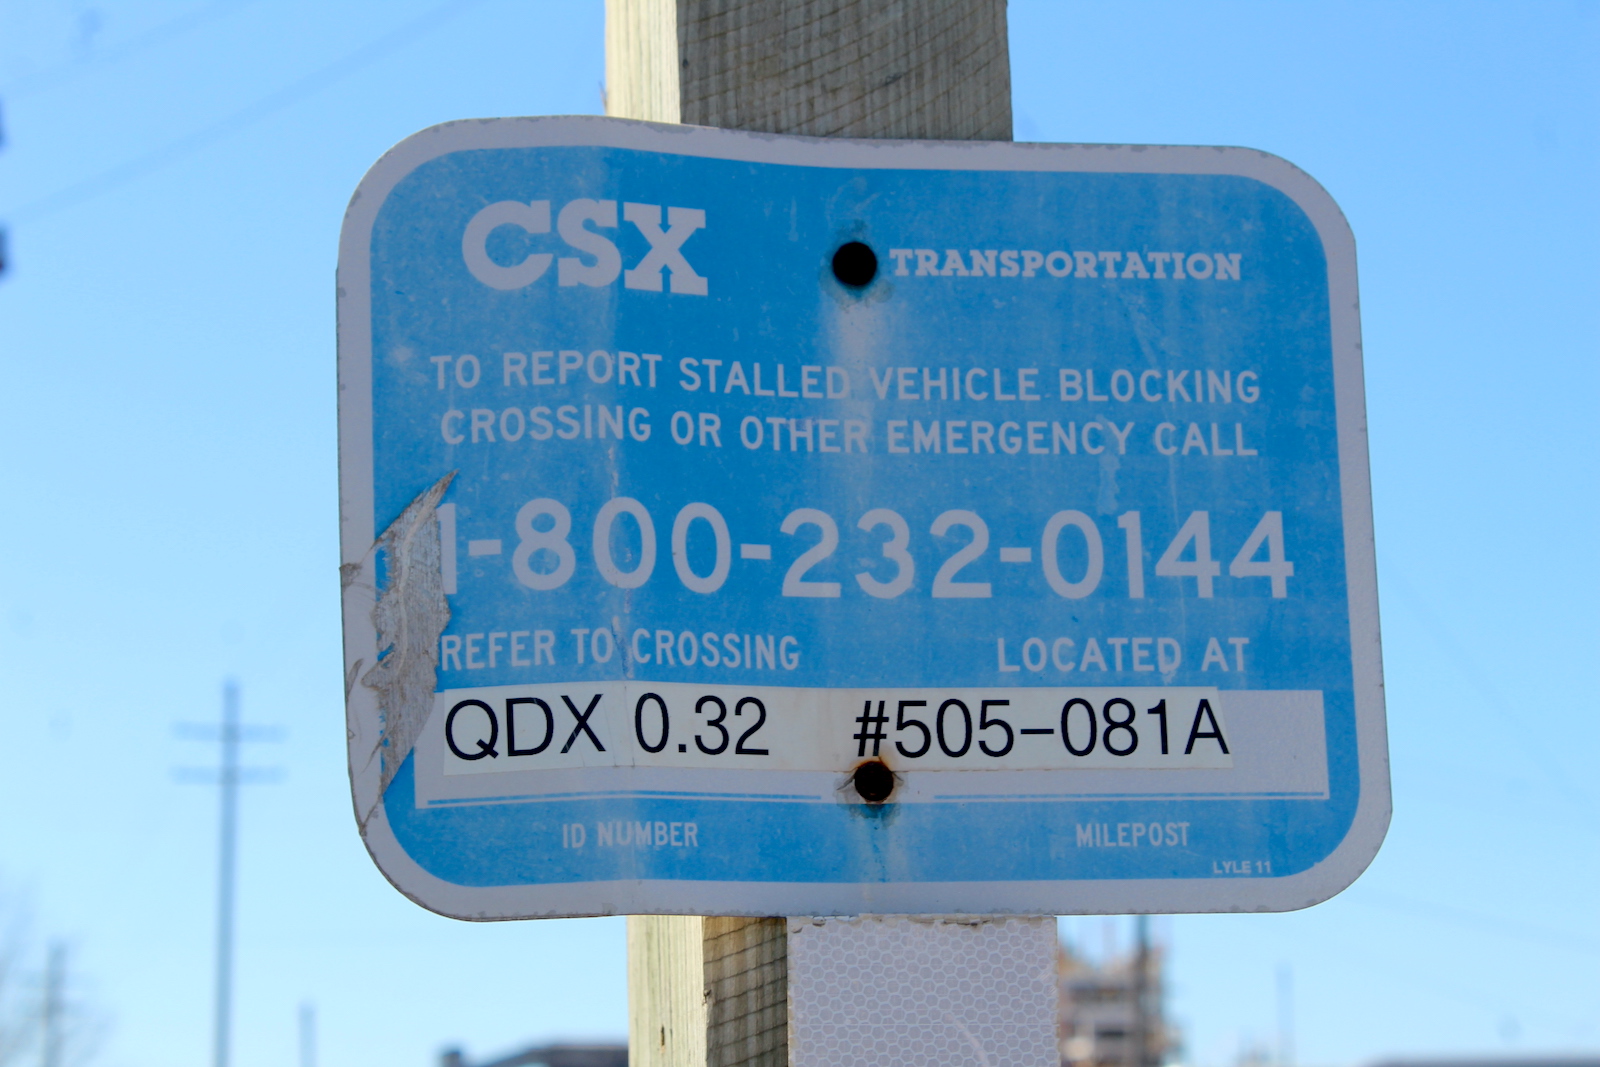 CSX TRANSPORTATION
TO REPORT STALLED VEHICLE BLOCKING
CROSSING OR OTHER EMERGENCY CALL
1-800-232-0144
REFER TO CROSSING LOCATED AT
QDX 0.32 #505-081A
ID NUMBER MILEPOST
LYLE 11